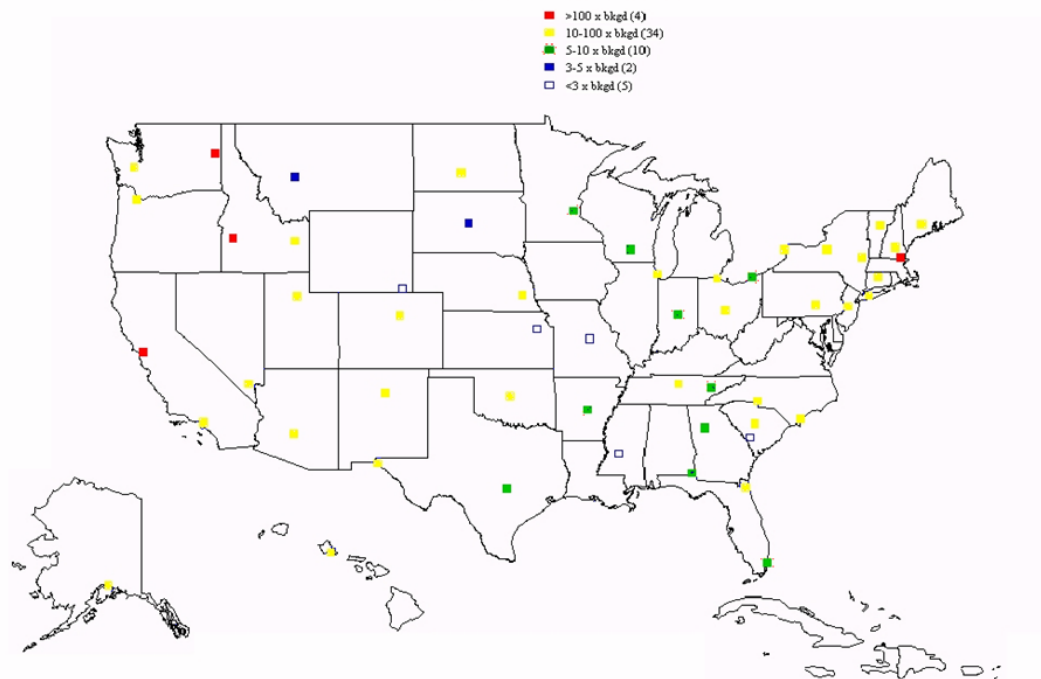 >100 x bkgd (4)
10-100 x bkgd (34)
5-10 x bkgd (10)
3-5 x bkgd (2)
<3 x bkgd (5)